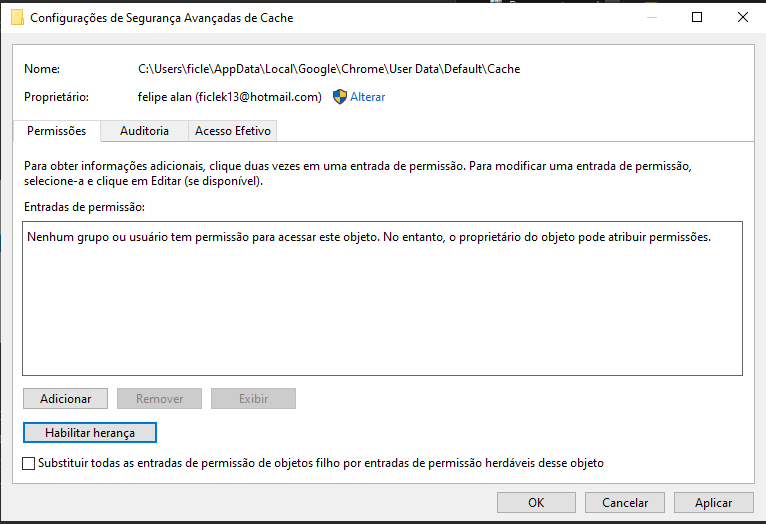 Configurações de Segurança Avançadas de Cache
Nome: C:\Users\ficle\AppData\Local\Google\Chrome\User Data\Default\Cache
Proprietário: felipe alan (ficlek13@hotmail.com) Alterar
Permissões Auditoria Acesso Efetivo
Para obter informações adicionais, clique duas vezes em uma entrada de permissão. Para modificar uma entrada de permissão,
selecione-a e clique em Editar (se disponível).
Entradas de permissão:
Nenhum grupo ou usuário tem permissão para acessar este objeto. No entanto, o proprietário do objeto pode atribuir permissões.
Adicionar Remover Exibir
Habilitar herança
Substituir todas as entradas de permissão de objetos filho por entradas de permissão herdáveis desse objeto
OK Cancelar Aplicar